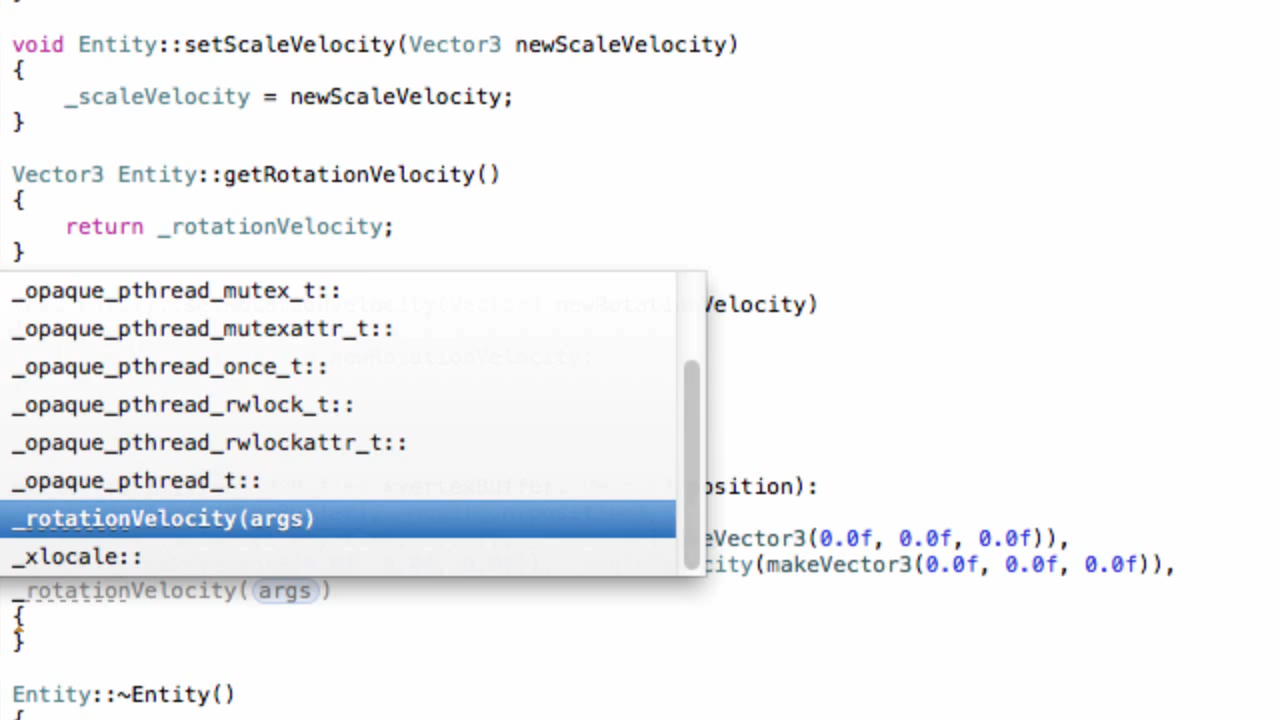 void Entity::setScaleVelocity(Vector3 newScaleVelocity)
{
_scaleVelocity = newScaleVelocity;
}
Vector3 Entity::getRotationVelocity()
{
return _rotationVelocity;
}
_opaque_pthread_mutex_t::
Velocity)
_opaque_pthread_mutexattr_t::
newRotationVelocity;
_opaque_pthread_once_t::
_opaque_pthread_rwlock_t::
_opaque_pthread_rwlockattr_t::
_opaque_pthread_t::
osition):
_rotationVelocity(args)
eVector3(0.0f, 0.0f, 0.0f)),
_xlocale::
city(makeVector3(0.0f, 0.0f, 0.0f)),
_rotationVelocity(args)
{
}
Entity::~Entity()
{